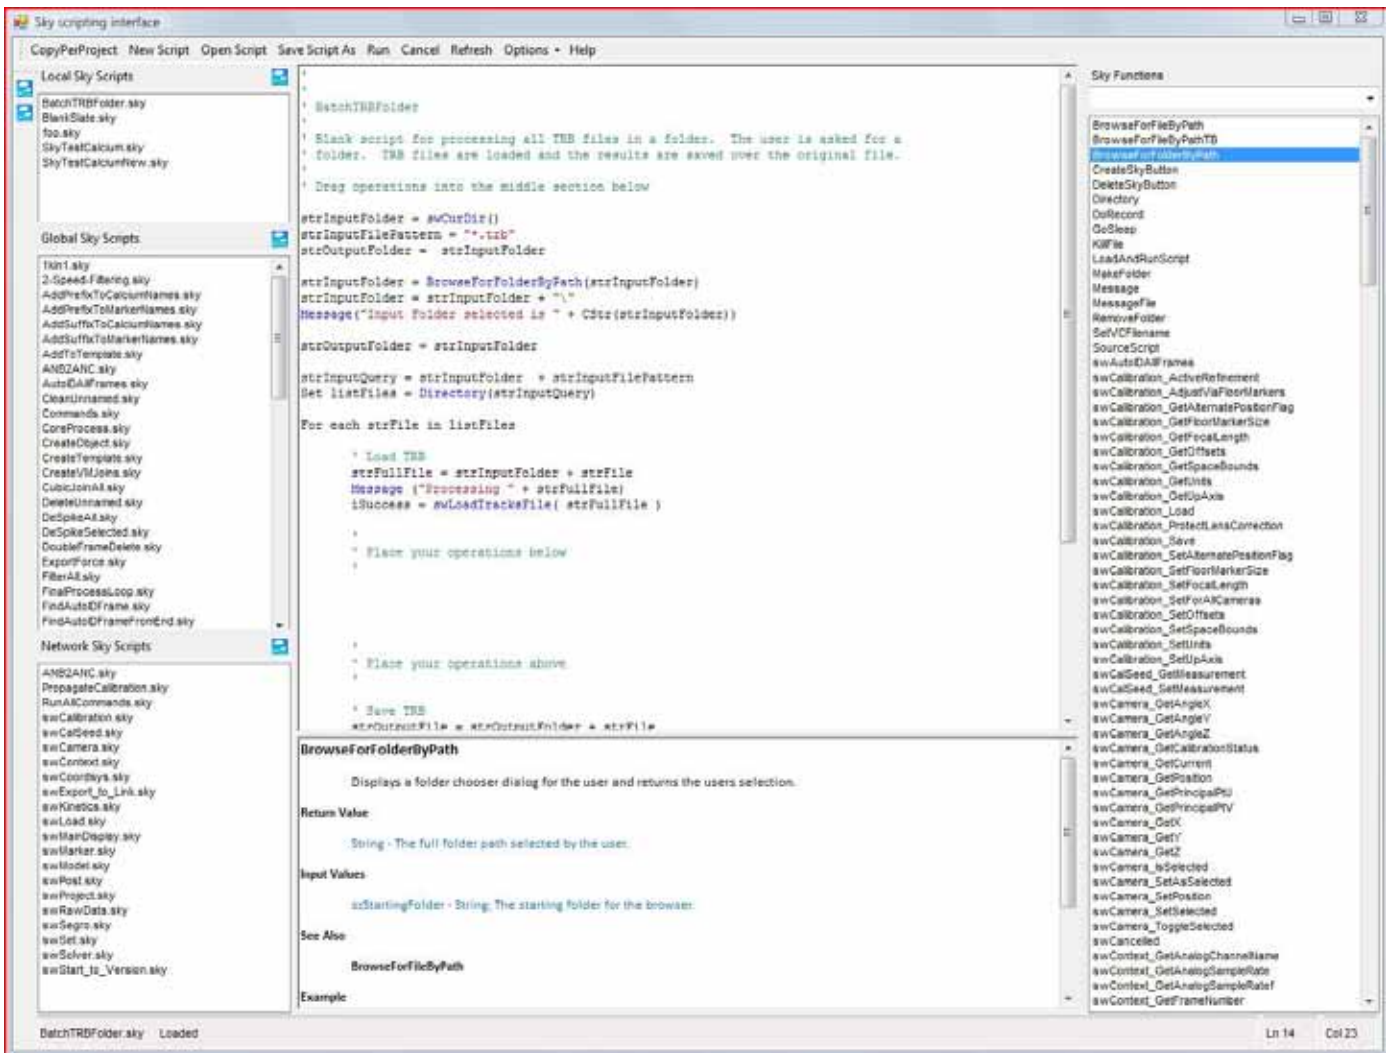 Sky scripting interface
CopyPerProject New Script Open Script Save Script As Run Cancel Refresh Options Help
Local Sky Scripts
BatchTRBFolder.sky
BlankSlate.sky
foo.sky
SkyTestCalcium.sky
SkyTestCalciumNew.sky
Global Sky Scripts
1kin1.sky
2-Speed-Filtering.sky
AddPrefixToCalciumNames.sky
AddPrefixToMarkerNames.sky
AddSuffixToCalciumNames.sky
AddSuffixToMarkerNames.sky
AddToTemplate.sky
ANB2ANC.sky
AutoIDAllFrames.sky
CleanUnnamed.sky
Commands.sky
CoreProcess.sky
CreateObject.sky
CreateTemplate.sky
CreateVMJoins.sky
CubicJoinAll.sky
DeleteUnnamed.sky
DeSpikeAll.sky
DeSpikeSelected.sky
DoubleFrameDelete.sky
ExportForce.sky
FilterAll.sky
FinalProcessLoop.sky
FindAutoIDFrame.sky
FindAutoIDFrameFrontEnd.sky
Network Sky Scripts
ANB2ANC.sky
PropagateCalibration.sky
RunAllCommands.sky
swCalibration.sky
swCalSeed.sky
swCamera.sky
swContext.sky
swCoordsys.sky
swExport_to_Link.sky
swKinetics.sky
swLoad.sky
swMainDisplay.sky
swMarker.sky
swModel.sky
swPost.sky
swProject.sky
swRawData.sky
swSegro.sky
swSet.sky
swSolver.sky
swStart_to_Version.sky
'
'
' BatchTRBFolder
'
' Blank script for processing all TRB files in a folder. The user is asked for a
' folder. TRB files are loaded and the results are saved over the original file.
'
' Drag operations into the middle section below
strInputFolder = swCurDir()
strInputFilePattern = "*.trb"
strOutputFolder = strInputFolder
strInputFolder = BrowseForFolderByPath(strInputFolder)
strInputFolder = strInputFolder + "\"
Message("Input Folder selected is " + CStr(strInputFolder))
strOutputFolder = strInputFolder
strInputQuery = strInputFolder + strInputFilePattern
Set listFiles = Directory(strInputQuery)
For each strFile in listFiles
' Load TRB
strFullFile = strInputFolder + strFile
Message ("Processing " + strFullFile)
iSuccess = swLoadTracksFile( strFullFile )
'
' Place your operations below
'
'
' Place your operations above
'
' Save TRB
strOutputFile = strOutputFolder + strFile
BrowseForFolderByPath
Displays a folder chooser dialog for the user and returns the users selection.
Return Value
String - The full folder path selected by the user.
Input Values
szStartingFolder - String; The starting folder for the browser.
See Also
BrowseForFileByPath
Example
Sky Functions
BrowseForFileByPath
BrowseForFileByPathTB
BrowseForFolderByPath
CreateSkyButton
DeleteSkyButton
Directory
DoRecord
GoSleep
KillFile
LoadAndRunScript
MakeFolder
Message
MessageFile
RemoveFolder
SetVCFilename
SourceScript
swAutoIDAllFrames
swCalibration_ActiveRefinement
swCalibration_AdjustViaFloorMarkers
swCalibration_GetAlternatePositionFlag
swCalibration_GetFloorMarkerSize
swCalibration_GetFocalLength
swCalibration_GetOffsets
swCalibration_GetSpaceBounds
swCalibration_GetUnits
swCalibration_GetUpAxis
swCalibration_Load
swCalibration_ProtectLensCorrection
swCalibration_Save
swCalibration_SetAlternatePositionFlag
swCalibration_SetFloorMarkerSize
swCalibration_SetFocalLength
swCalibration_SetForAllCameras
swCalibration_SetOffsets
swCalibration_SetSpaceBounds
swCalibration_SetUnits
swCalibration_SetUpAxis
swCalSeed_GetMeasurement
swCalSeed_SetMeasurement
swCamera_GetAngleX
swCamera_GetAngleY
swCamera_GetAngleZ
swCamera_GetCalibrationStatus
swCamera_GetCurrent
swCamera_GetPosition
swCamera_GetPrincipalPtU
swCamera_GetPrincipalPtV
swCamera_GetX
swCamera_GetY
swCamera_GetZ
swCamera_IsSelected
swCamera_SetAsSelected
swCamera_SetPosition
swCamera_SetSelected
swCamera_ToggleSelected
swCancelled
swContext_GetAnalogChannelName
swContext_GetAnalogSampleRate
swContext_GetAnalogSampleRatef
swContext_GetFrameNumber
BatchTRBFolder.sky Loaded
Ln 14 Col 23